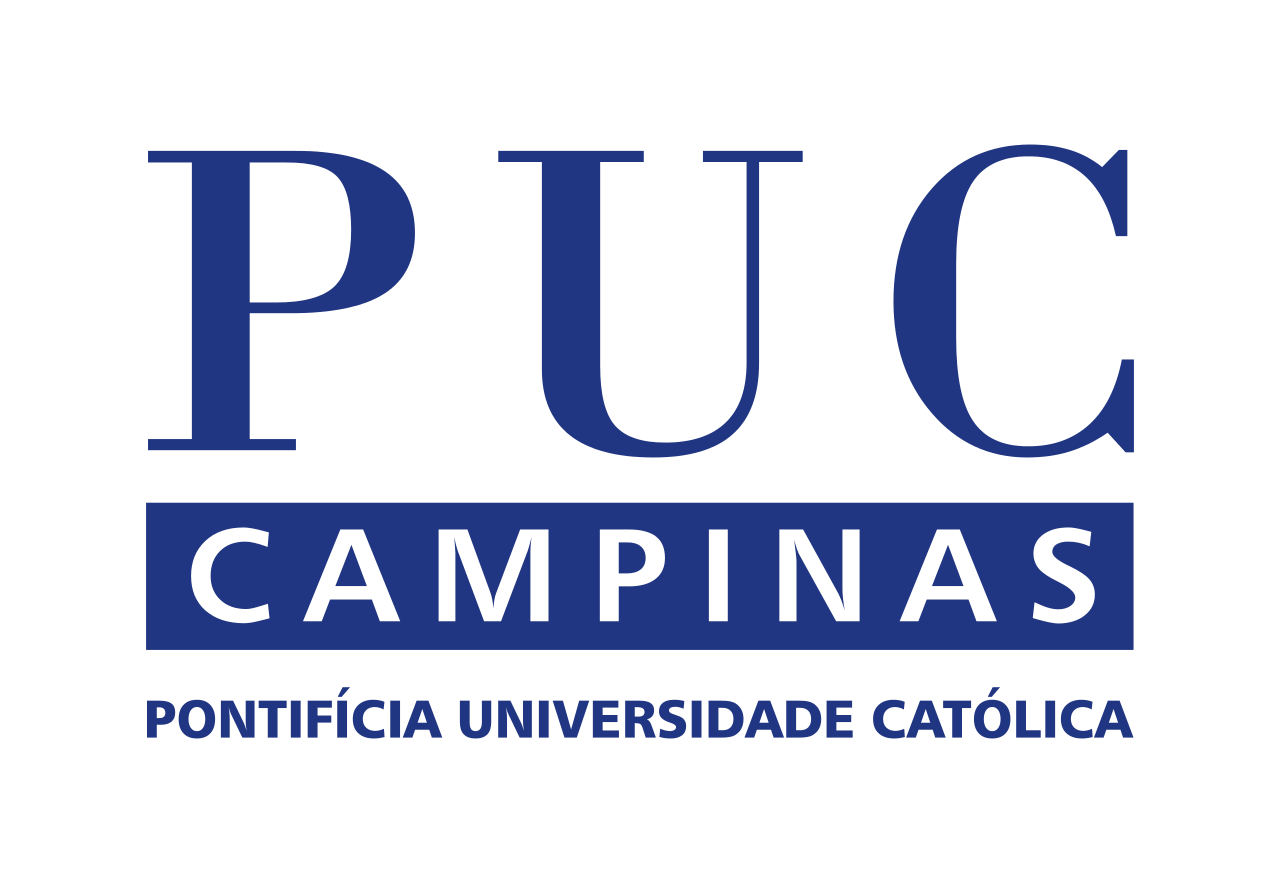 PUC
CAMPINAS
PONTIFÍCIA UNIVERSIDADE CATÓLICA